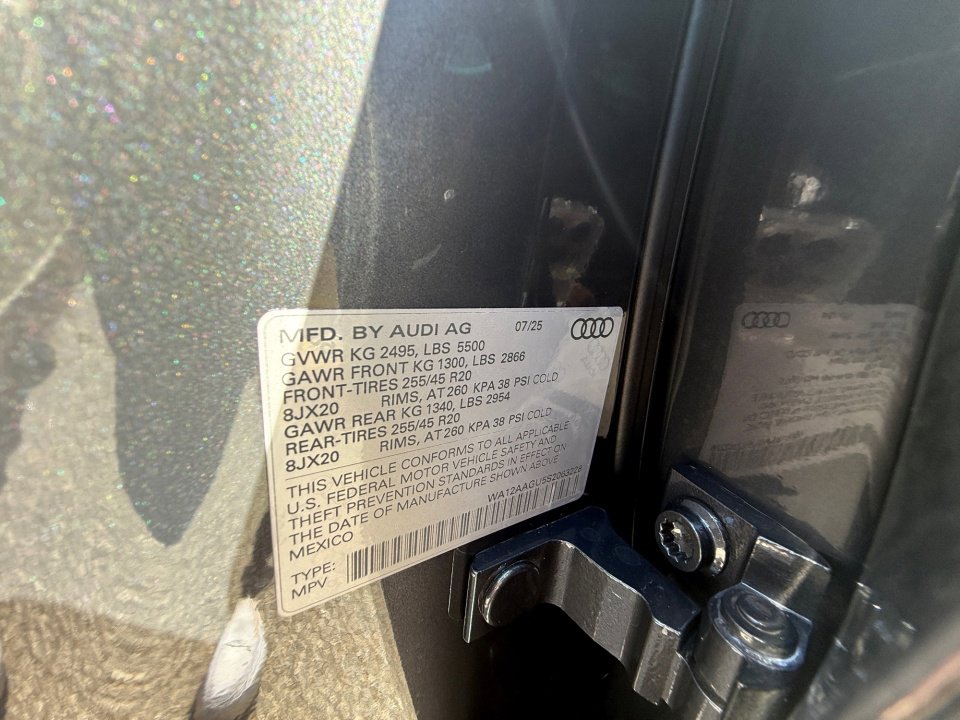 MFD. BY AUDI AG 07/25
GVWR KG 2495, LBS 5500
GAWR FRONT KG 1300, LBS 2866
FRONT-TIRES 255/45 R20
8JX20 RIMS, AT 260 KPA 38 PSI COLD
GAWR REAR KG 1340, LBS 2954
REAR-TIRES 255/45 R20
8JX20 RIMS, AT 260 KPA 38 PSI COLD
THIS VEHICLE CONFORMS TO ALL APPLICABLE
U.S. FEDERAL MOTOR VEHICLE SAFETY AND
THEFT PREVENTION STANDARDS IN EFFECT ON
THE DATE OF MANUFACTURE SHOWN ABOVE
MEXICO WA12AAGU5S2063228
TYPE:
MPV